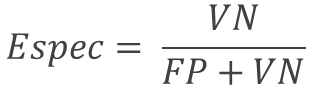 Espec = VN / (FP + VN)